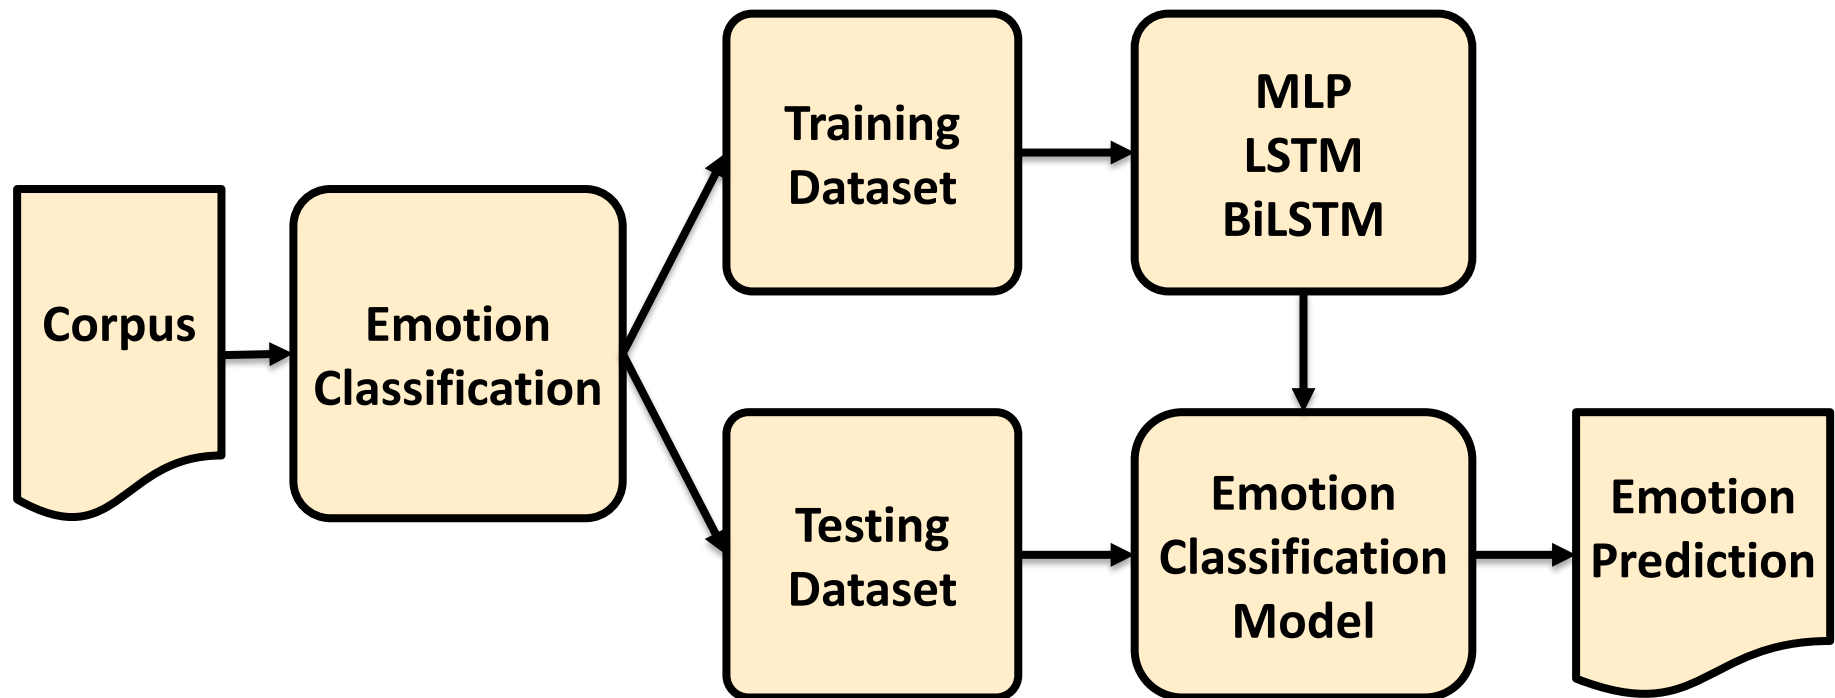 Corpus
Emotion
Classification
Training
Dataset
MLP
LSTM
BiLSTM
Testing
Dataset
Emotion
Classification
Model
Emotion
Prediction